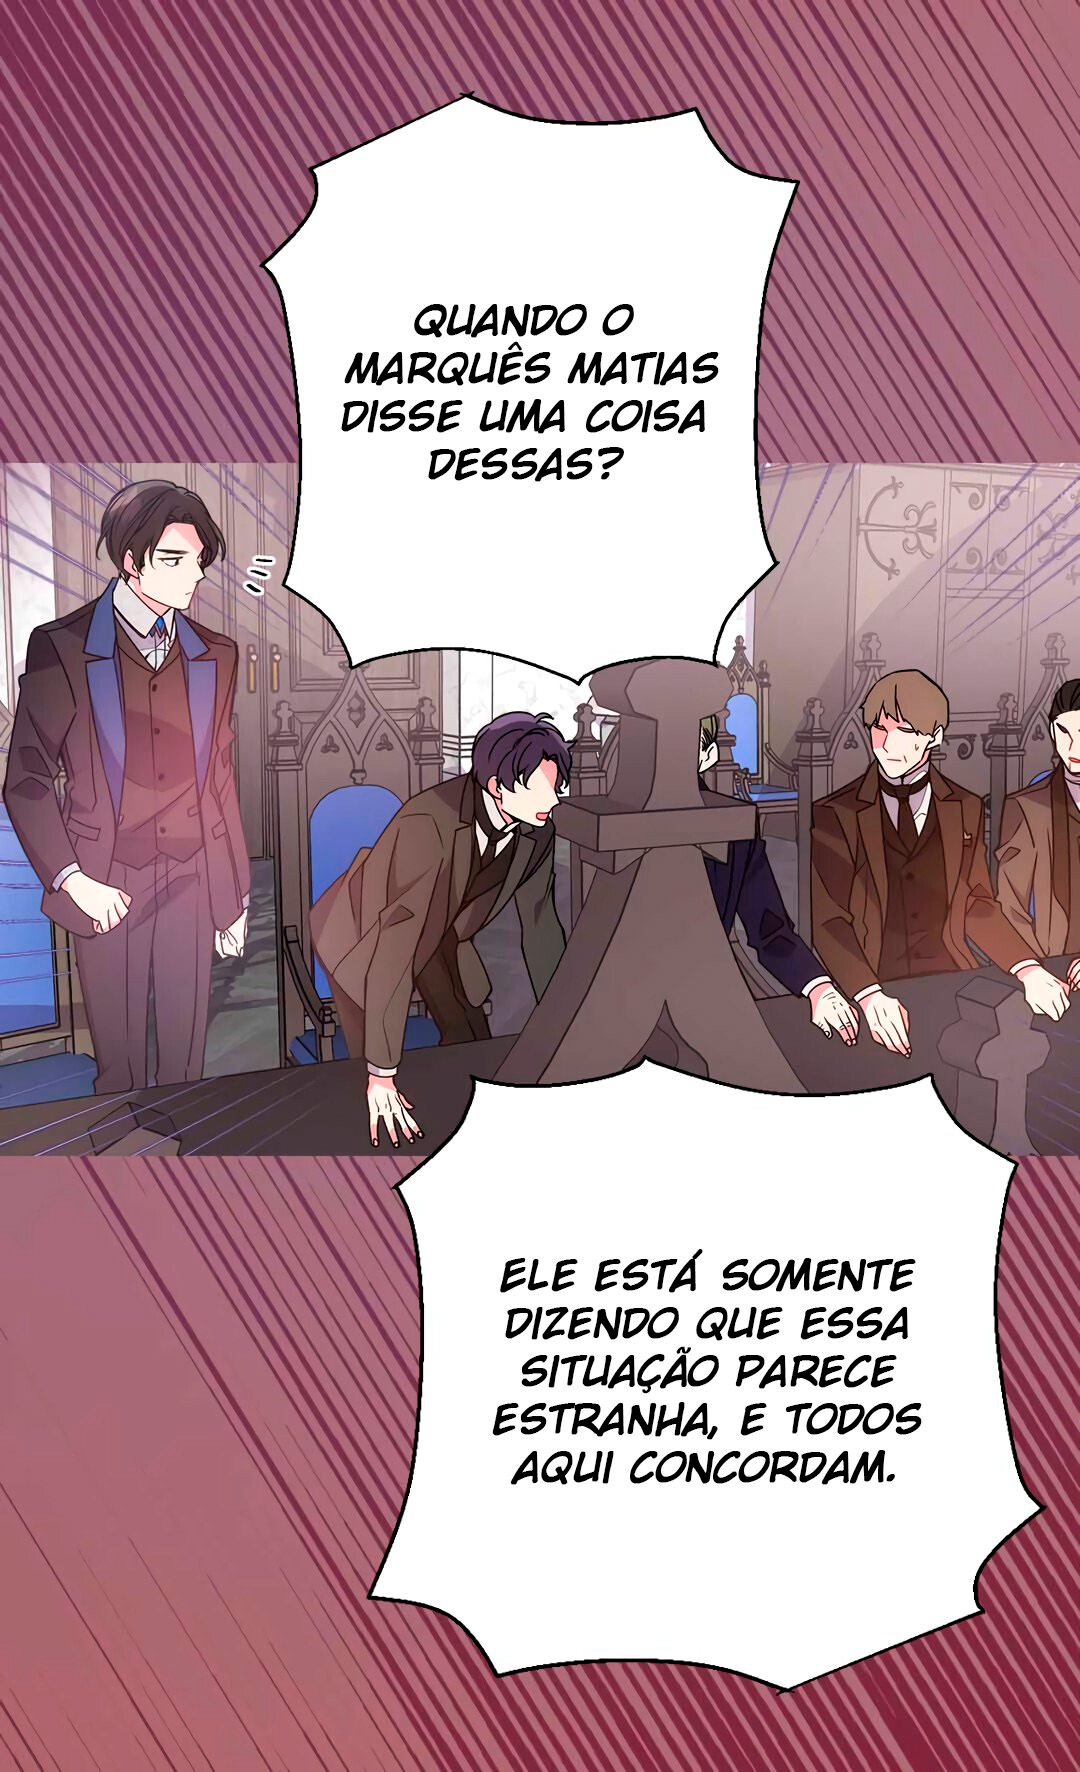 QUANDO O
MARQUÊS MATIAS
DISSE UMA COISA
DESSAS?
ELE ESTÁ SOMENTE
DIZENDO QUE ESSA
SITUAÇÃO PARECE
ESTRANHA, E TODOS
AQUI CONCORDAM.